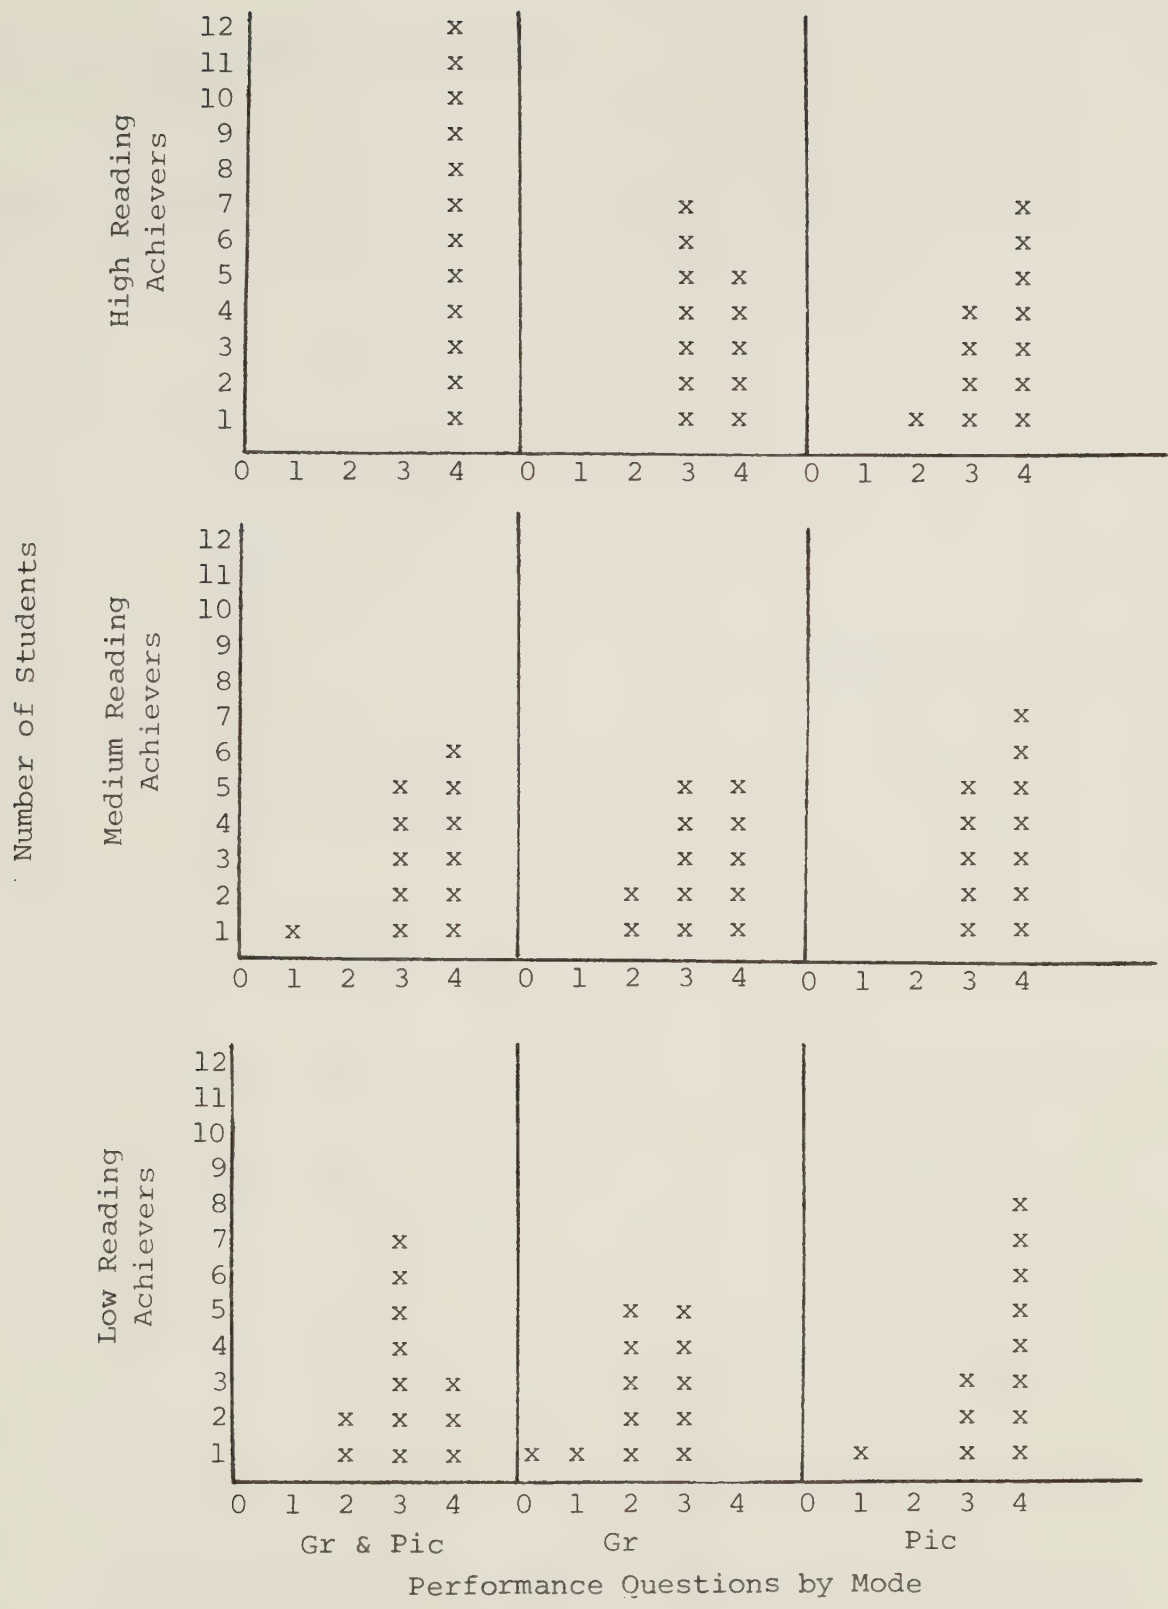 Number of Students
High Reading
Achievers
12 x
11 x
10 x
9 x
8 x
7 x x x
6 x x x
5 x x x x
4 x x x x x
3 x x x x x
2 x x x x x
1 x x x x x x
0 1 2 3 4 0 1 2 3 4 0 1 2 3 4
Medium Reading
Achievers
12
11
10
9
8
7 x
6 x x
5 x x x x x x
4 x x x x x x
3 x x x x x x
2 x x x x x x x
1 x x x x x x x x
0 1 2 3 4 0 1 2 3 4 0 1 2 3 4
Low Reading
Achievers
12
11
10
9
8 x
7 x x
6 x x
5 x x x x
4 x x x x
3 x x x x x x
2 x x x x x x x
1 x x x x x x x x x x
0 1 2 3 4 0 1 2 3 4 0 1 2 3 4
Gr & Pic Gr Pic
Performance Questions by Mode